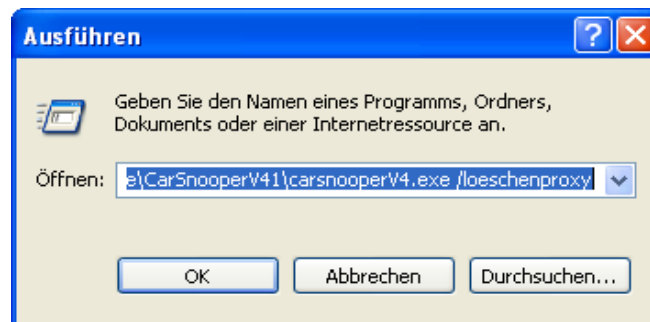 Ausführen
Geben Sie den Namen eines Programms, Ordners,
Dokuments oder einer Internetressource an.
Öffnen: e\CarSnooperV41\carsnooperV4.exe /loeschenproxy
OK Abbrechen Durchsuchen...